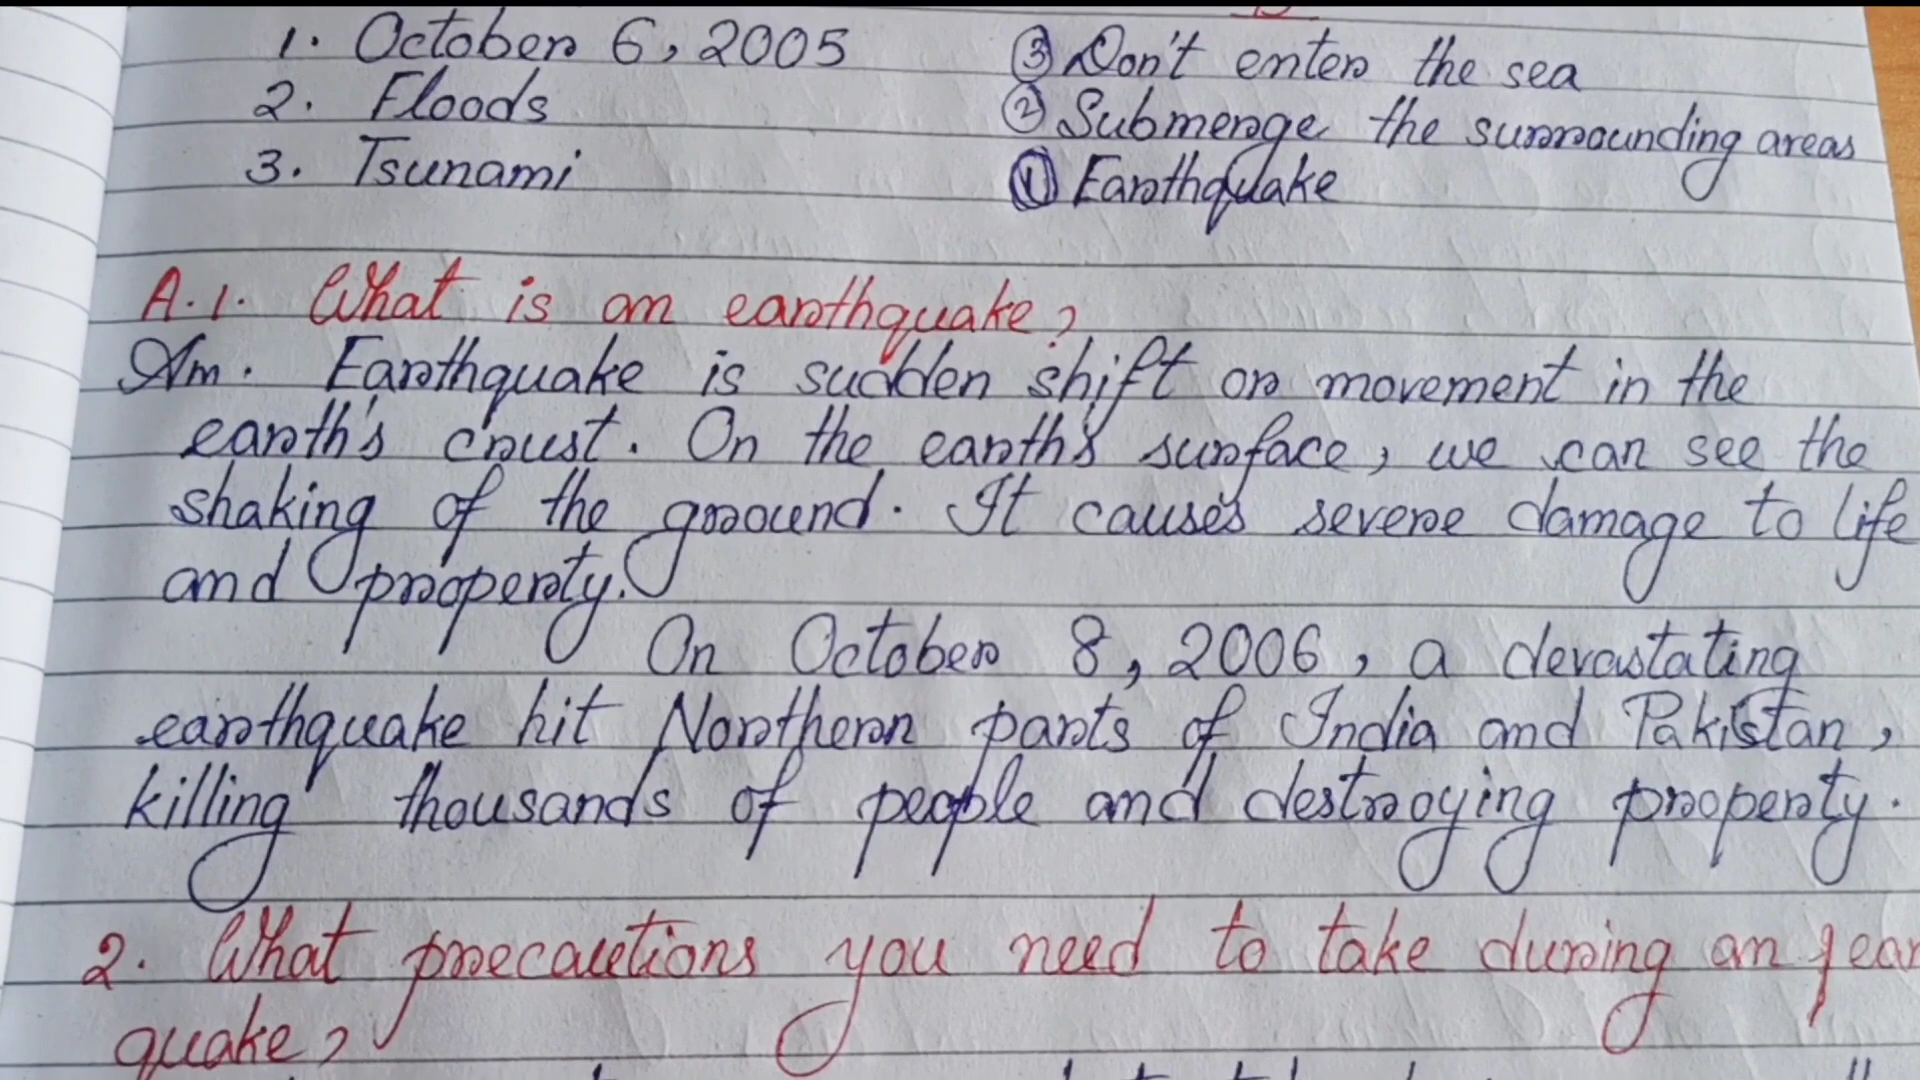 1. October 6, 2005 ③ Don't enter the sea
2. Floods ② Submerge the surrounding areas
3. Tsunami ① Earthquake
A.1. What is an earthquake?
Ans. Earthquake is sudden shift or movement in the
earth's crust. On the earth's surface, we can see the
shaking of the ground. It causes severe damage to life
and property.
On October 8, 2006, a devastating
earthquake hit Northern parts of India and Pakistan,
killing thousands of people and destroying property.
2. What precautions you need to take during an ear
quake?